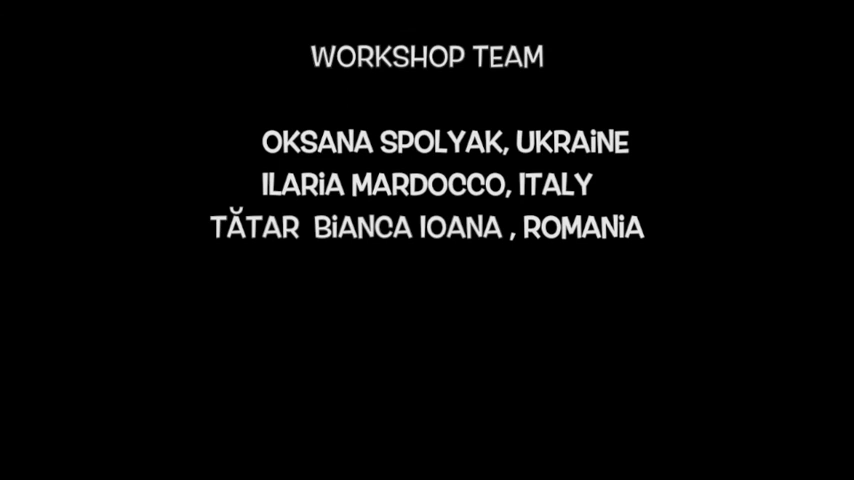 WORKSHOP TEAM
OKSANA SPOLYAK, UKRAiNE
ILARiA MARDOCCO, ITALY
TĂTAR BiANCA IOANA , ROMANiA